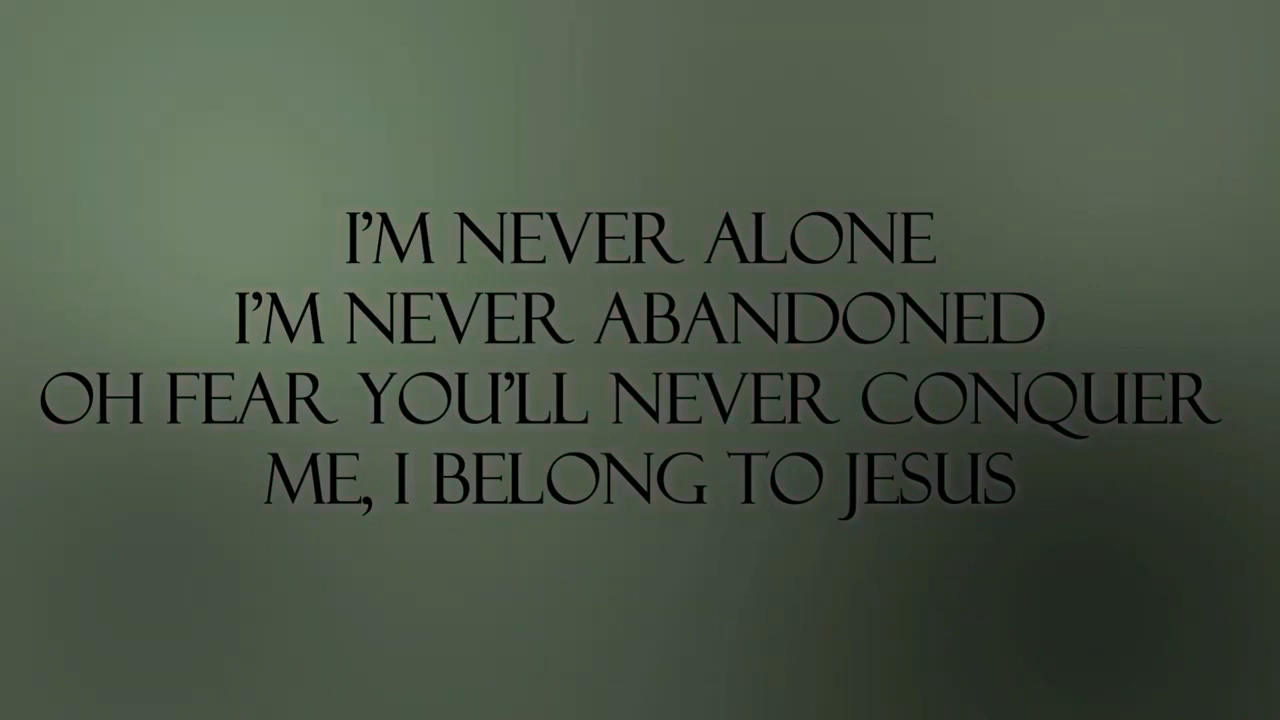 I'M NEVER ALONE
I'M NEVER ABANDONED
OH FEAR YOU'LL NEVER CONQUER
ME, I BELONG TO JESUS